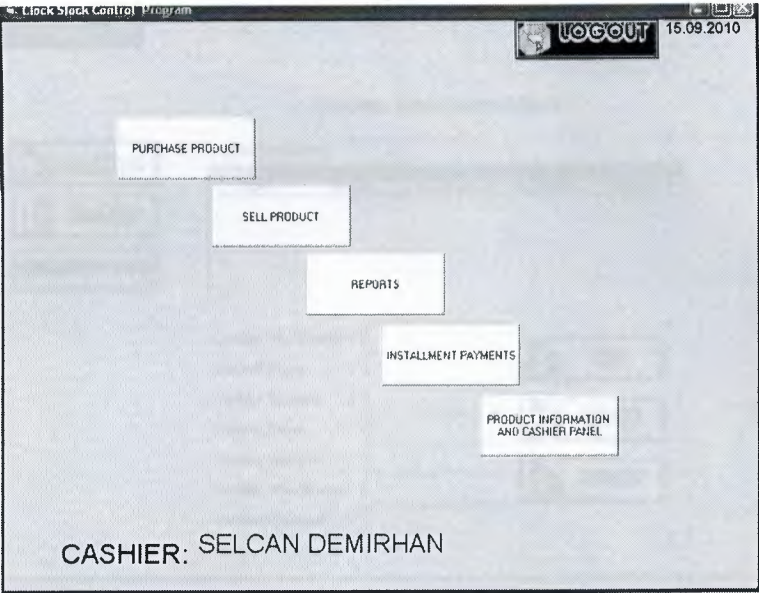 Clock Stock Control Program
LOGOUT
15.09.2010
PURCHASE PRODUCT
SELL PRODUCT
REPORTS
INSTALLMENT PAYMENTS
PRODUCT INFORMATION
AND CASHIER PANEL
CASHIER: SELCAN DEMIRHAN